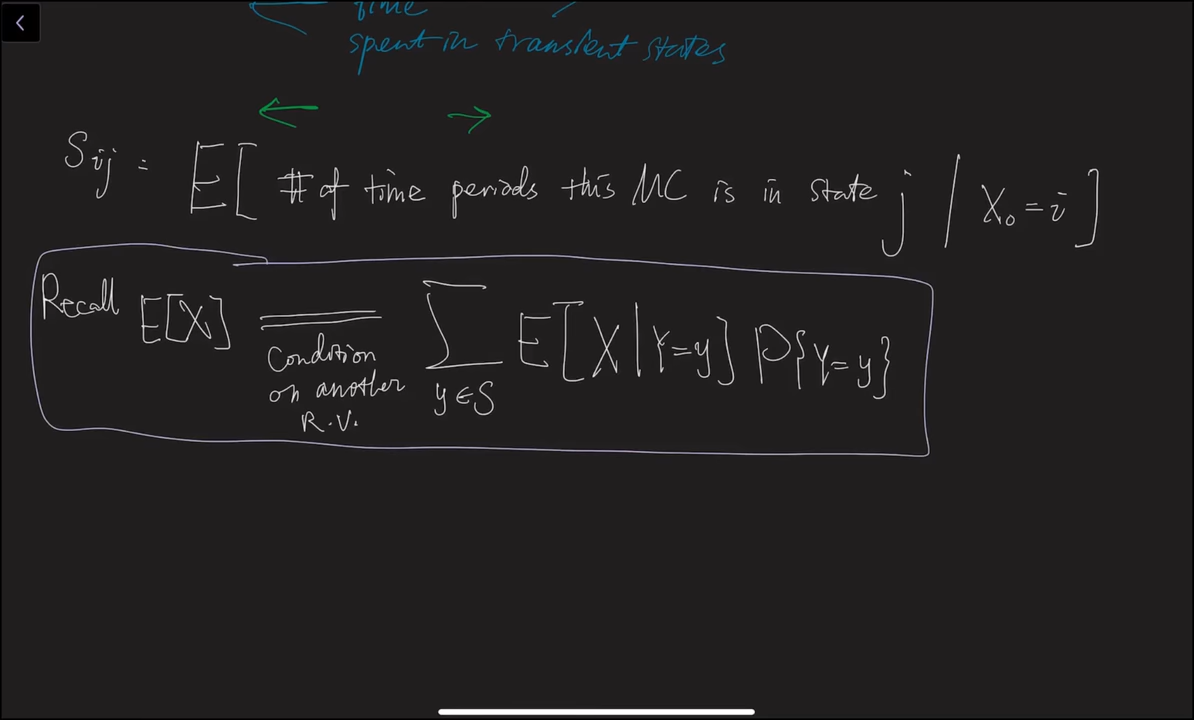 time
spent in transient states
Sij = E[ # of time periods this MC is in state j | X₀ = i ]
Recall E[X] = ∑ E[X|Y=y] P{Y=y}
Condition
on another y∈S
R.V.